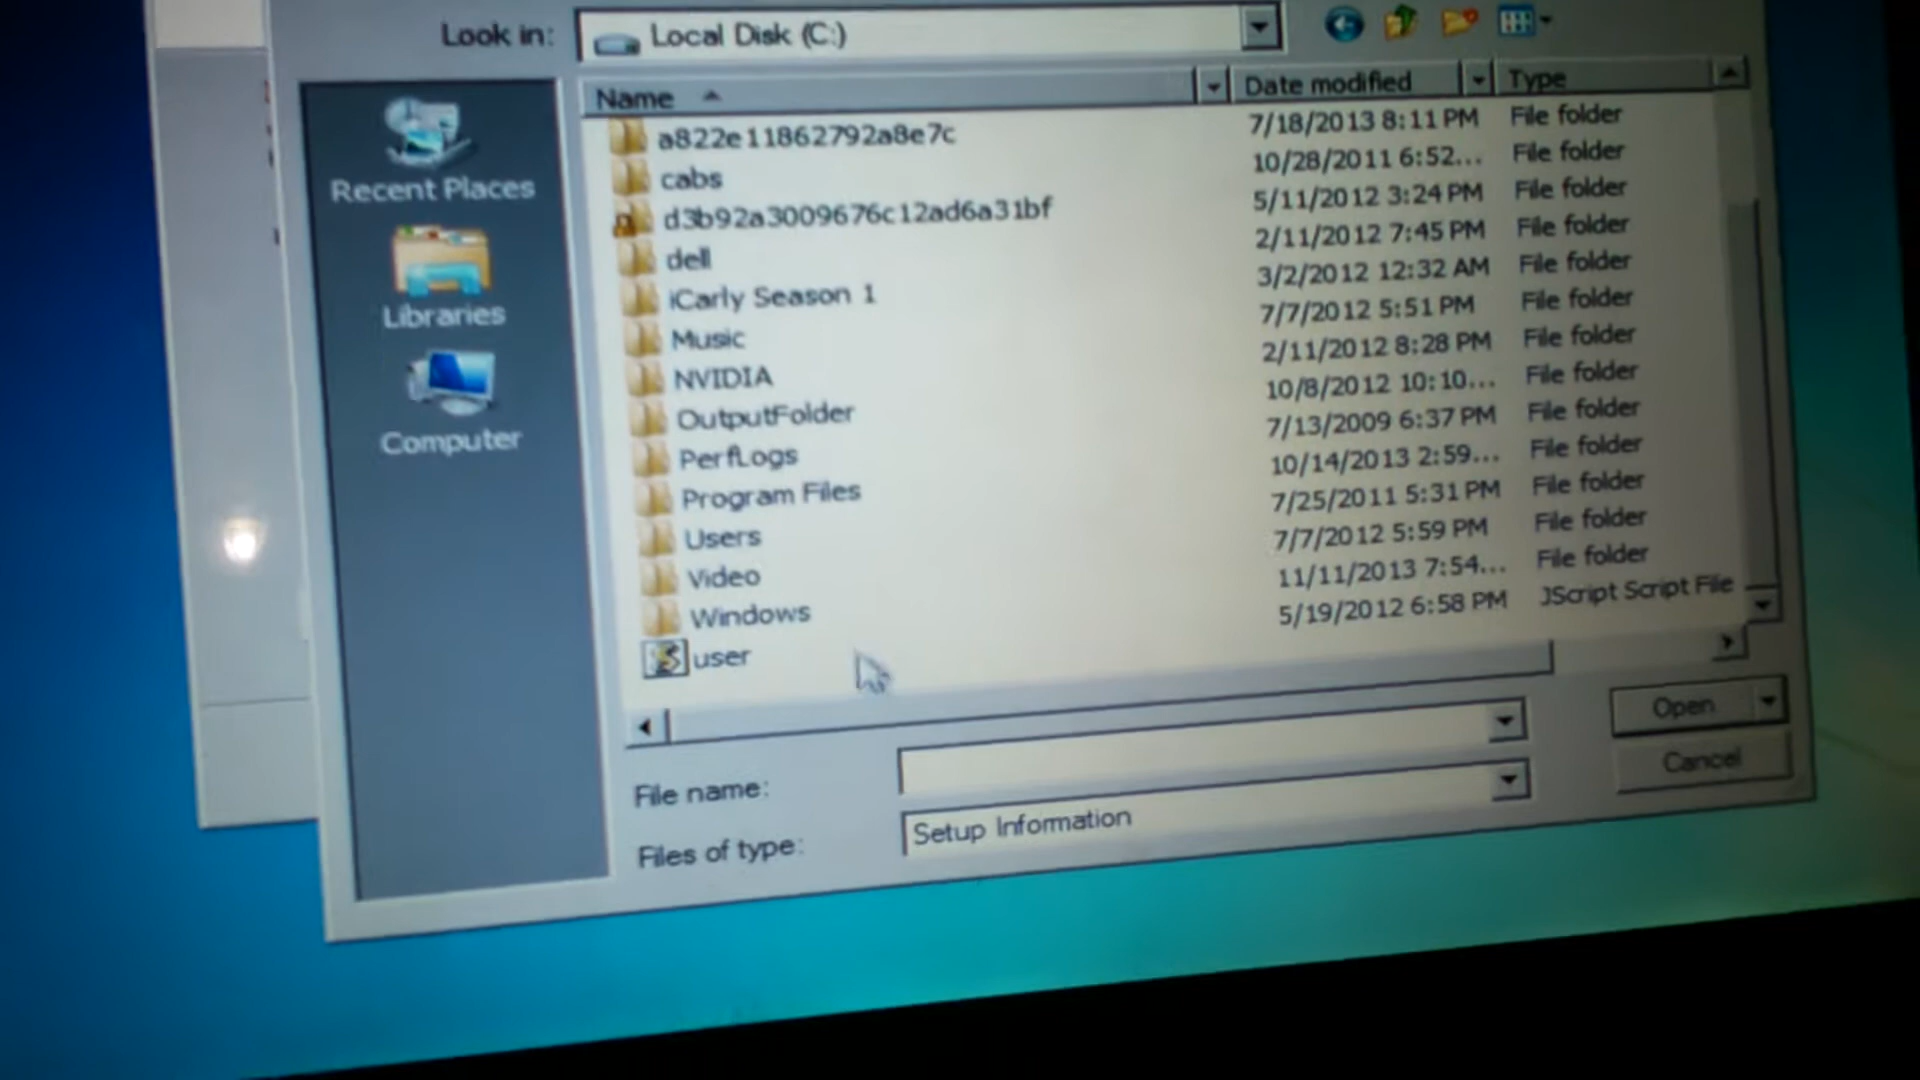 Look in: Local Disk (C:)
Name Date modified Type
a822e11862792a8e7c 7/18/2013 8:11 PM File folder
cabs 10/28/2011 6:52... File folder
d3b92a3009676c12ad6a31bf 5/11/2012 3:24 PM File folder
dell 2/11/2012 7:45 PM File folder
iCarly Season 1 3/2/2012 12:32 AM File folder
Music 7/7/2012 5:51 PM File folder
NVIDIA 2/11/2012 8:28 PM File folder
OutputFolder 10/8/2012 10:10... File folder
PerfLogs 7/13/2009 6:37 PM File folder
Program Files 10/14/2013 2:59... File folder
Users 7/25/2011 5:31 PM File folder
Video 7/7/2012 5:59 PM File folder
Windows 11/11/2013 7:54... File folder
user 5/19/2012 6:58 PM JScript Script File
Recent Places
Libraries
Computer
File name:
Open
Files of type: Setup Information
Cancel